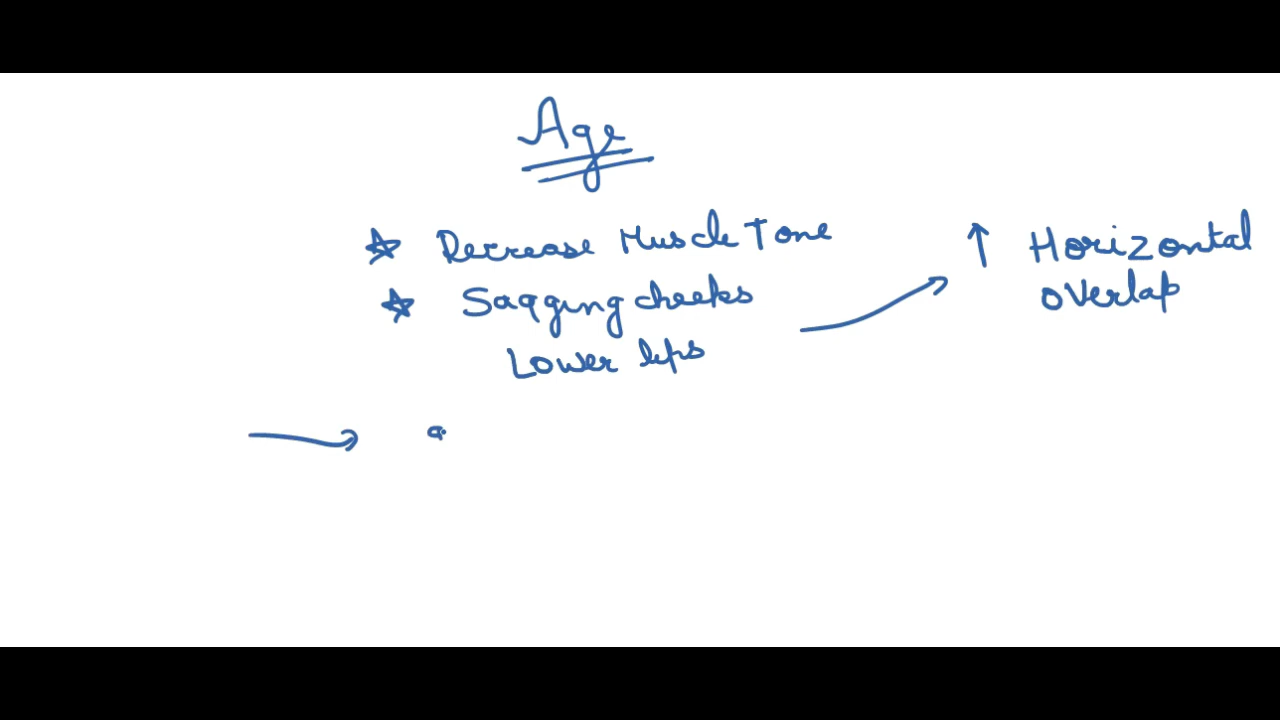 Age
☆ Decrease Muscle Tone
☆ Sagging cheeks
Lower lips
↑ Horizontal
overlap
→ a